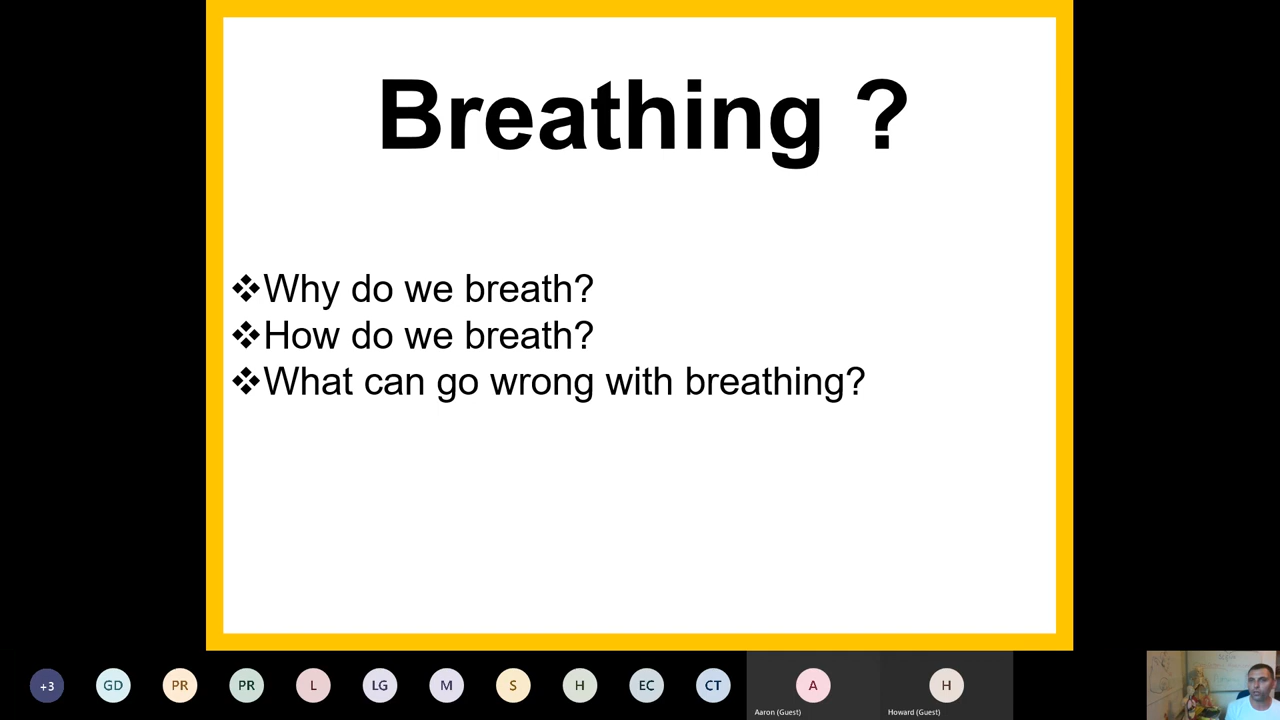 Breathing ?
❖Why do we breath?
❖How do we breath?
❖What can go wrong with breathing?
+3
GD
PR
PR
L
LG
M
S
H
EC
CT
A
Aaron (Guest)
H
Howard (Guest)